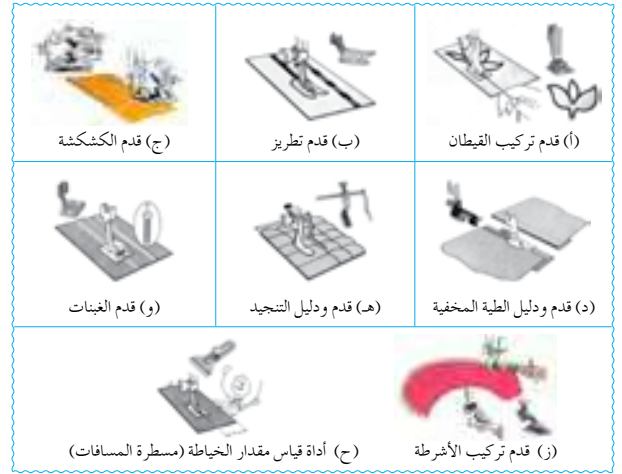 (أ) قدم تركيب القيطان
(ب) قدم تطريز
(ج) قدم الكشكشة
(د) قدم ودليل الطية المخفية
(هـ) قدم ودليل التنجيد
(و) قدم الغبنات
(ز) قدم تركيب الأشرطة
(ح) أداة قياس مقدار الخياطة (مسطرة المسافات)